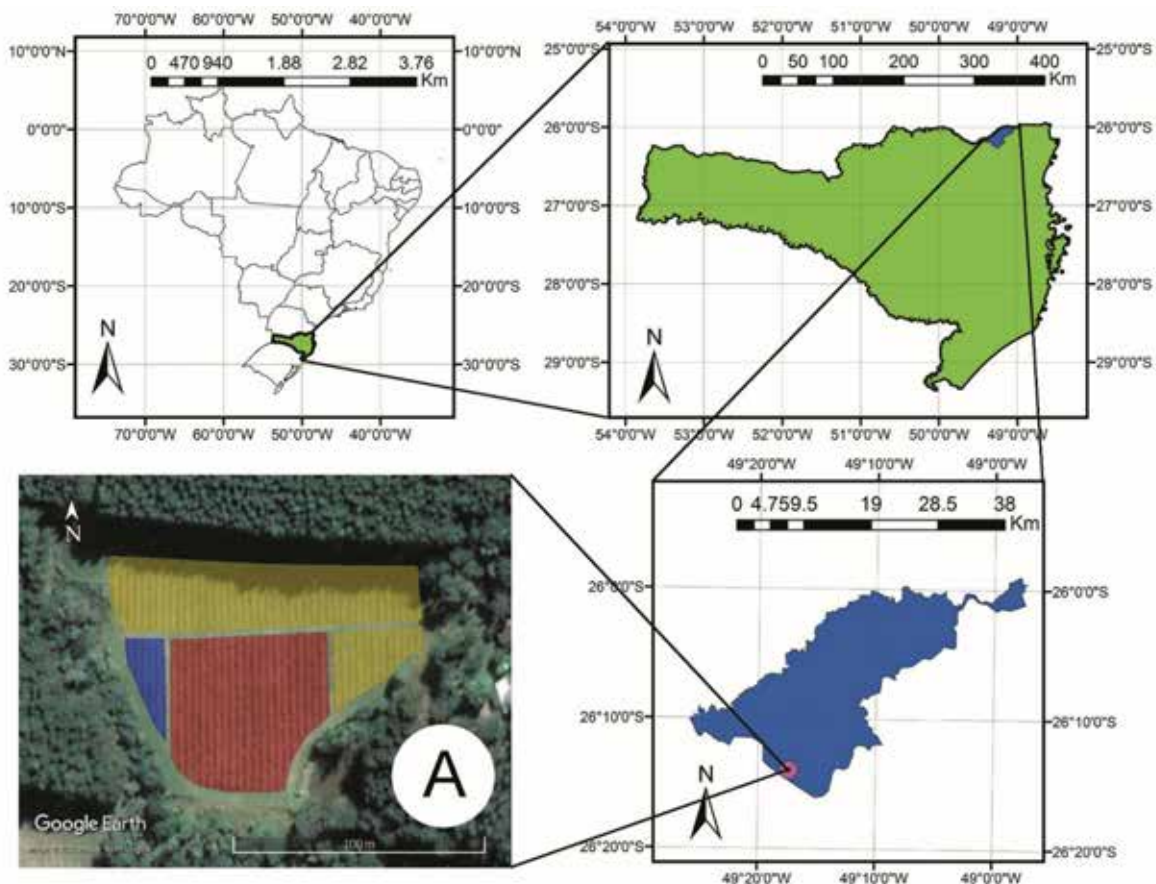 70°0'0"W 60°0'0"W 50°0'0"W 40°0'0"W
10°0'0"N 10°0'0"N
0 470 940 1.88 2.82 3.76
Km
0°0'0" 0°0'0"
10°0'0"S 10°0'0"S
20°0'0"S 20°0'0"S
N
30°0'0"S 30°0'0"S
70°0'0"W 60°0'0"W 50°0'0"W 40°0'0"W
54°0'0"W 53°0'0"W 52°0'0"W 51°0'0"W 50°0'0"W 49°0'0"W
25°0'0"S 25°0'0"S
0 50 100 200 300 400
Km
26°0'0"S 26°0'0"S
27°0'0"S 27°0'0"S
28°0'0"S 28°0'0"S
N
29°0'0"S 29°0'0"S
54°0'0"W 53°0'0"W 52°0'0"W 51°0'0"W 50°0'0"W 49°0'0"W
N
A
Google Earth
100 m
49°20'0"W 49°10'0"W 49°0'0"W
0 4.75 9.5 19 28.5 38
Km
26°0'0"S 26°0'0"S
26°10'0"S 26°10'0"S
N
26°20'0"S 26°20'0"S
49°20'0"W 49°10'0"W 49°0'0"W